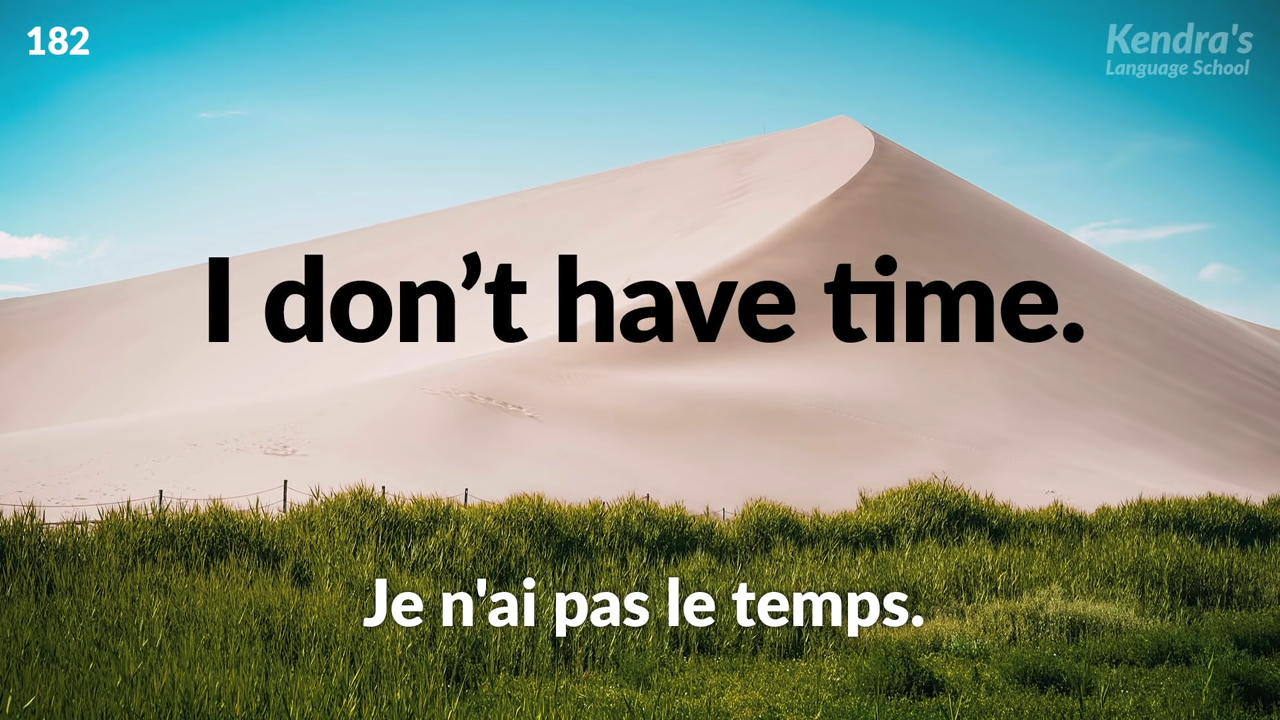 182
Kendra's
Language School
I don’t have time.
Je n'ai pas le temps.